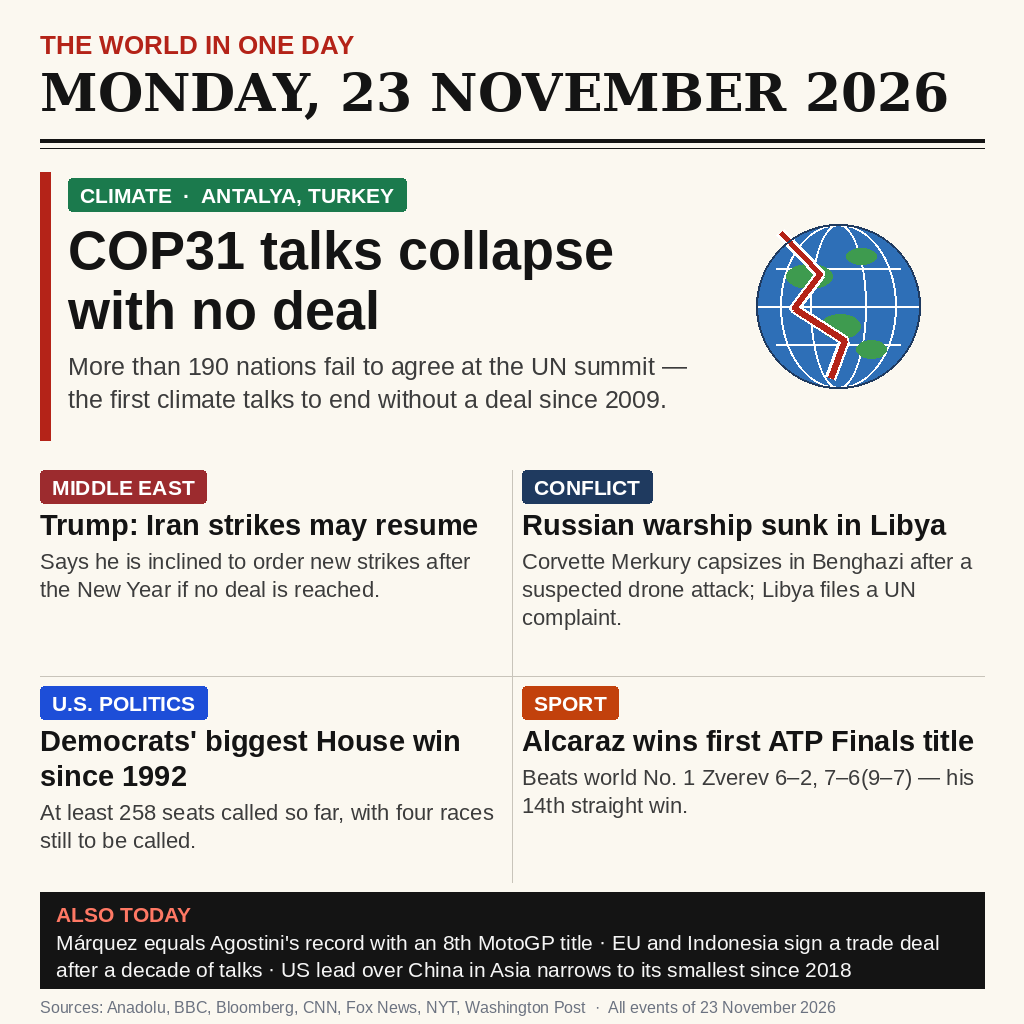 THE WORLD IN ONE DAY
MONDAY, 23 NOVEMBER 2026
CLIMATE · ANTALYA, TURKEY
COP31 talks collapse
with no deal
More than 190 nations fail to agree at the UN summit —
the first climate talks to end without a deal since 2009.
MIDDLE EAST
Trump: Iran strikes may resume
Says he is inclined to order new strikes after
the New Year if no deal is reached.
CONFLICT
Russian warship sunk in Libya
Corvette Merkury capsizes in Benghazi after a
suspected drone attack; Libya files a UN
complaint.
U.S. POLITICS
Democrats' biggest House win
since 1992
At least 258 seats called so far, with four races
still to be called.
SPORT
Alcaraz wins first ATP Finals title
Beats world No. 1 Zverev 6–2, 7–6(9–7) — his
14th straight win.
ALSO TODAY
Márquez equals Agostini's record with an 8th MotoGP title · EU and Indonesia sign a trade deal
after a decade of talks · US lead over China in Asia narrows to its smallest since 2018
Sources: Anadolu, BBC, Bloomberg, CNN, Fox News, NYT, Washington Post · All events of 23 November 2026